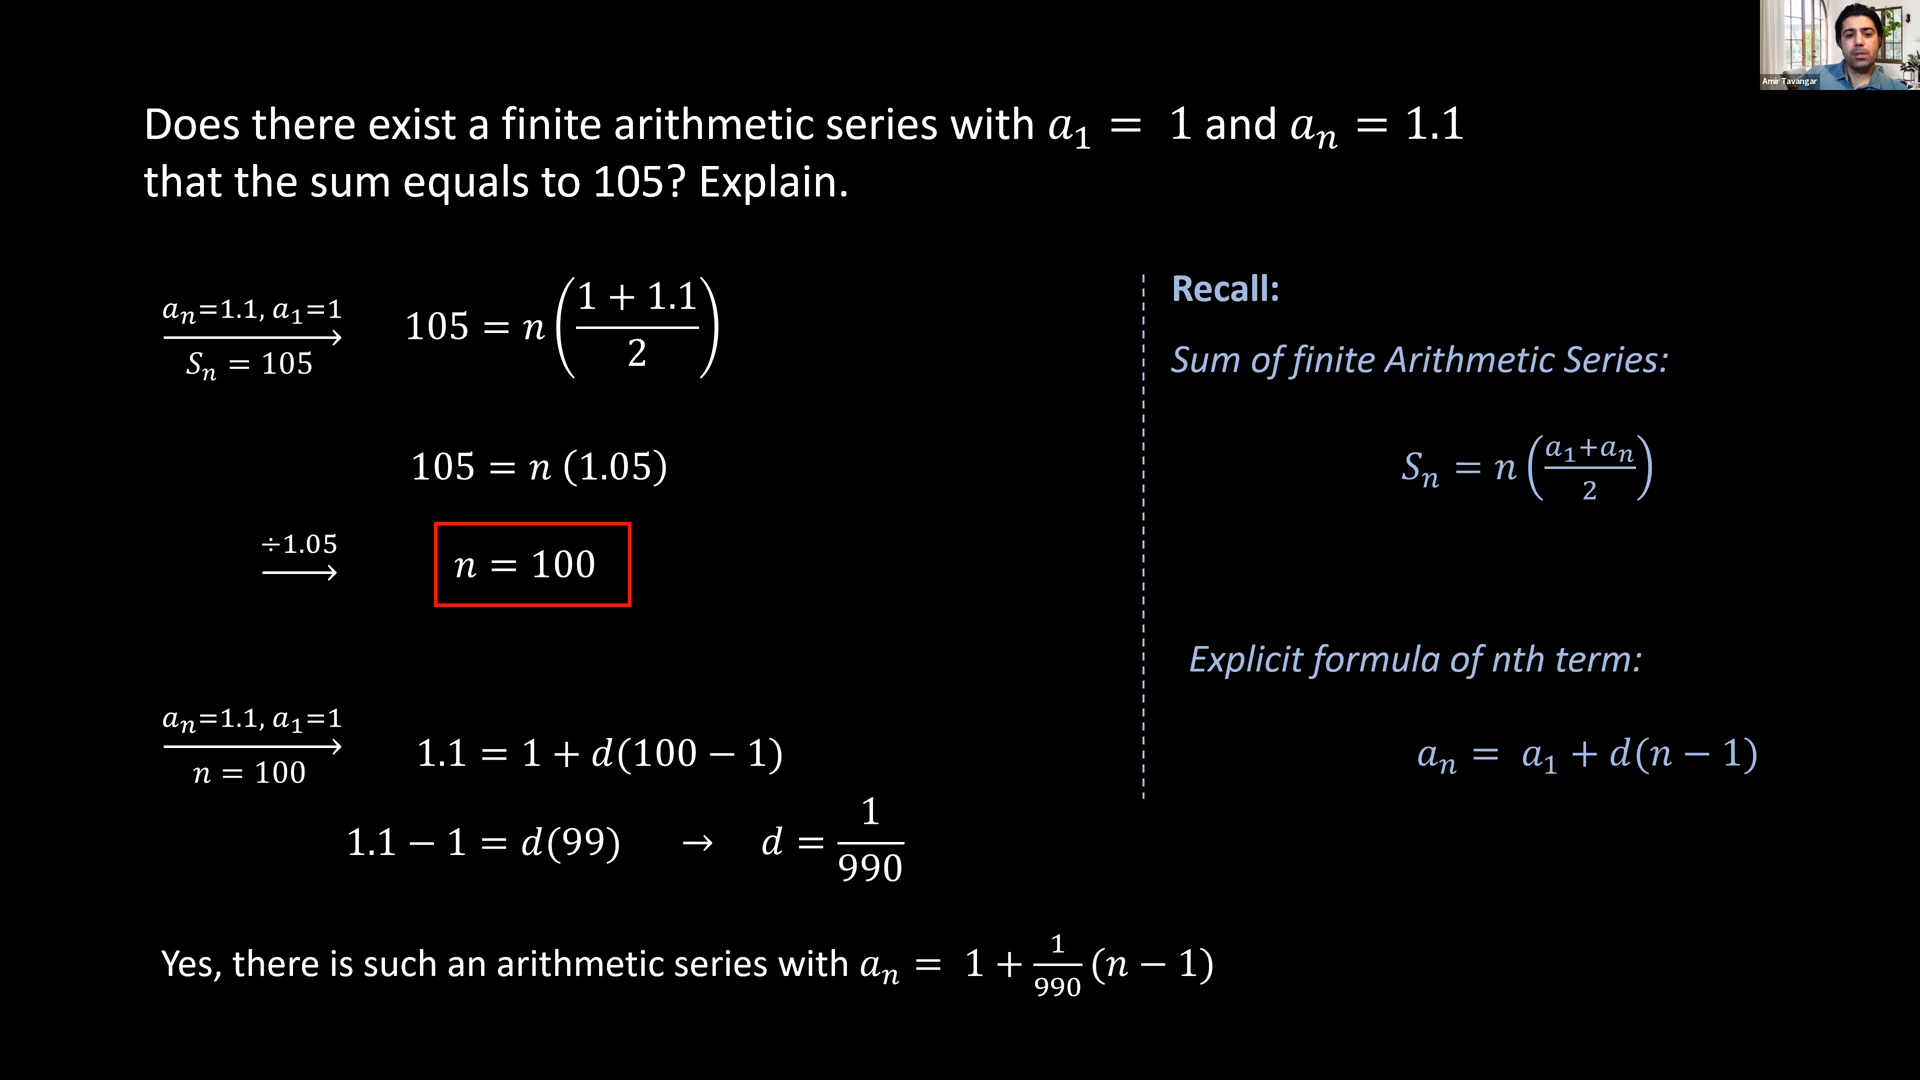 Amir Tavangar
Does there exist a finite arithmetic series with a₁ = 1 and aₙ = 1.1
that the sum equals to 105? Explain.
aₙ=1.1, a₁=1
Sₙ = 105
105 = n((1 + 1.1)/2)
105 = n (1.05)
÷1.05
n = 100
aₙ=1.1, a₁=1
n = 100
1.1 = 1 + d(100 − 1)
1.1 − 1 = d(99) → d = 1/990
Yes, there is such an arithmetic series with aₙ = 1 + 1/990 (n − 1)
Recall:
Sum of finite Arithmetic Series:
Sₙ = n((a₁+aₙ)/2)
Explicit formula of nth term:
aₙ = a₁ + d(n − 1)